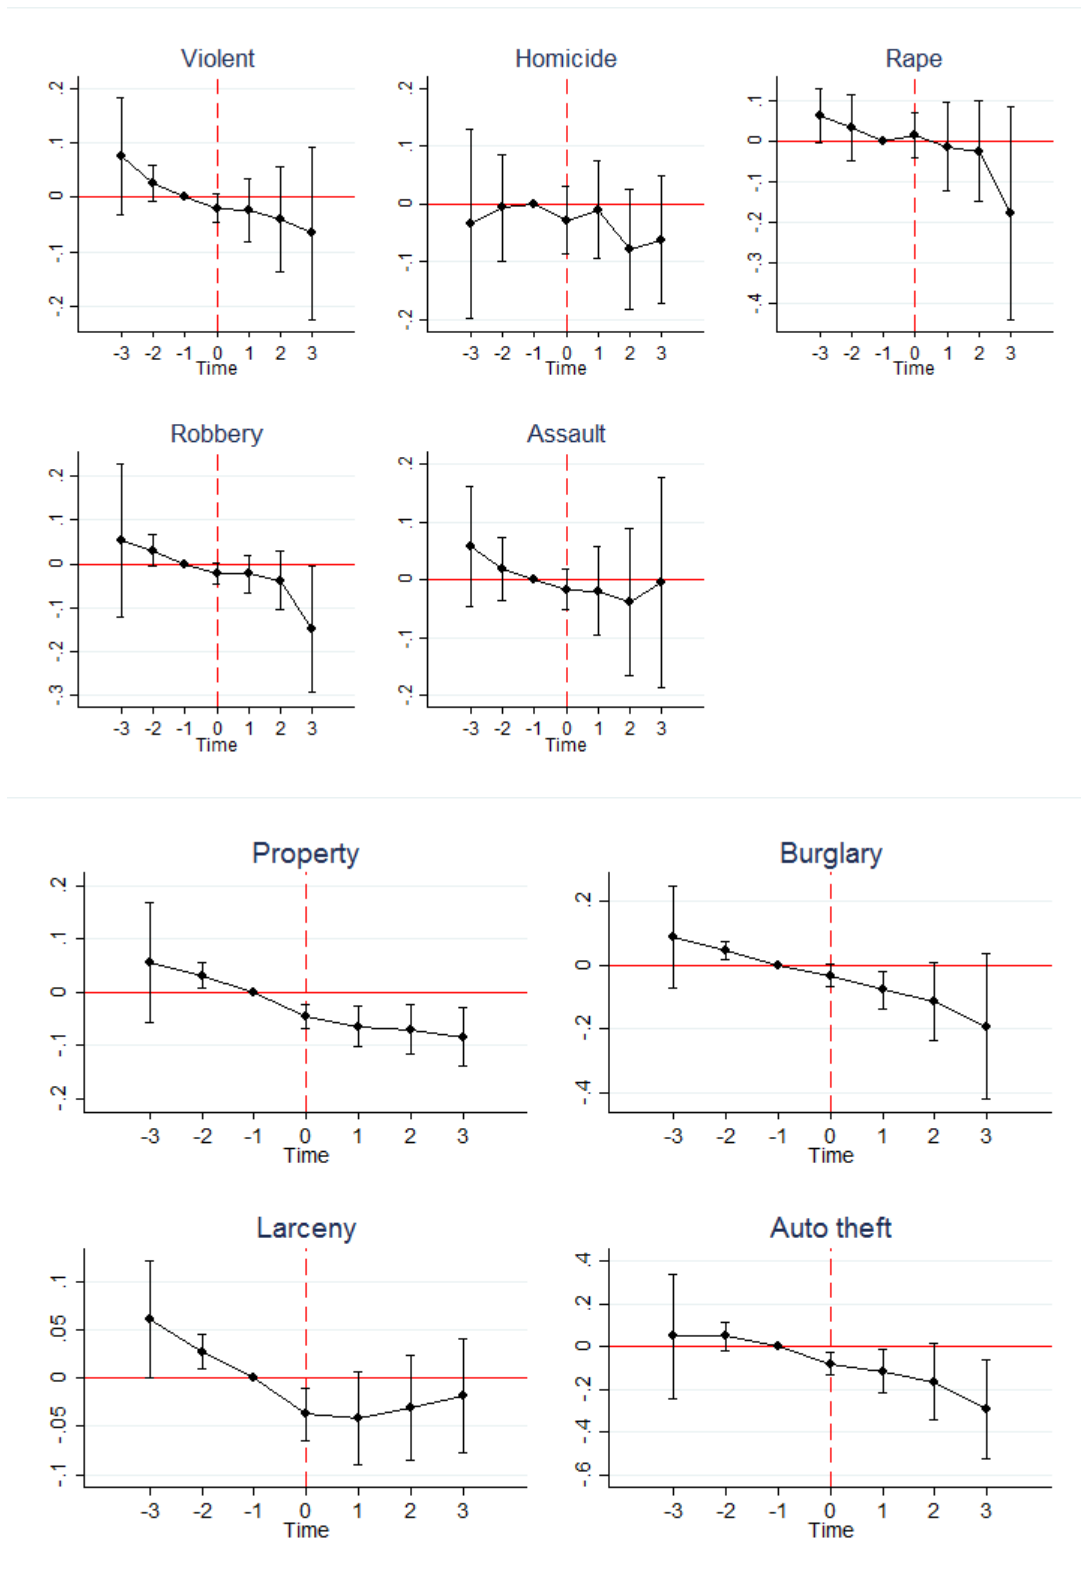 Violent
.2
.1
0
-.1
-.2
-3 -2 -1 0 1 2 3
Time
Homicide
.2
.1
0
-.1
-.2
-3 -2 -1 0 1 2 3
Time
Rape
.1
0
-.1
-.2
-.3
-.4
-3 -2 -1 0 1 2 3
Time
Robbery
.2
.1
0
-.1
-.2
-.3
-3 -2 -1 0 1 2 3
Time
Assault
.2
.1
0
-.1
-.2
-3 -2 -1 0 1 2 3
Time
Property
.2
.1
0
-.1
-.2
-3 -2 -1 0 1 2 3
Time
Burglary
.2
0
-.2
-.4
-3 -2 -1 0 1 2 3
Time
Larceny
.1
.05
0
-.05
-.1
-3 -2 -1 0 1 2 3
Time
Auto theft
.4
.2
0
-.2
-.4
-.6
-3 -2 -1 0 1 2 3
Time